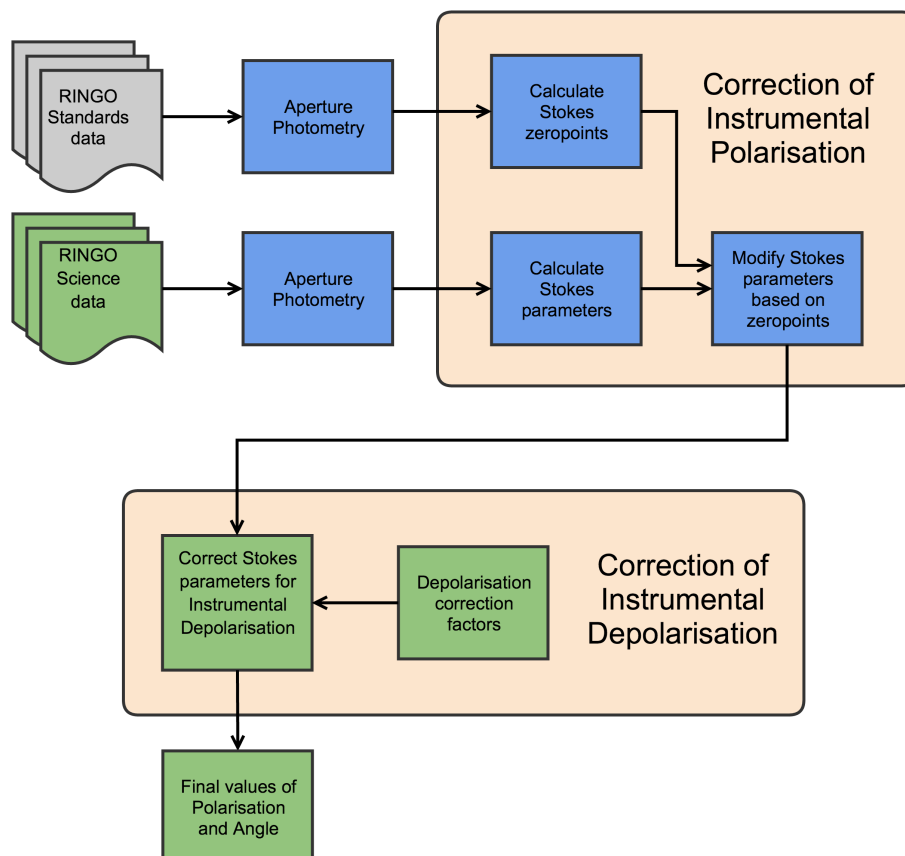 RINGO
Standards
data
Aperture
Photometry
Calculate
Stokes
zeropoints
Correction of
Instrumental
Polarisation
RINGO
Science
data
Aperture
Photometry
Calculate
Stokes
parameters
Modify Stokes
parameters
based on
zeropoints
Correct Stokes
parameters for
Instrumental
Depolarisation
Depolarisation
correction
factors
Correction of
Instrumental
Depolarisation
Final values of
Polarisation
and Angle